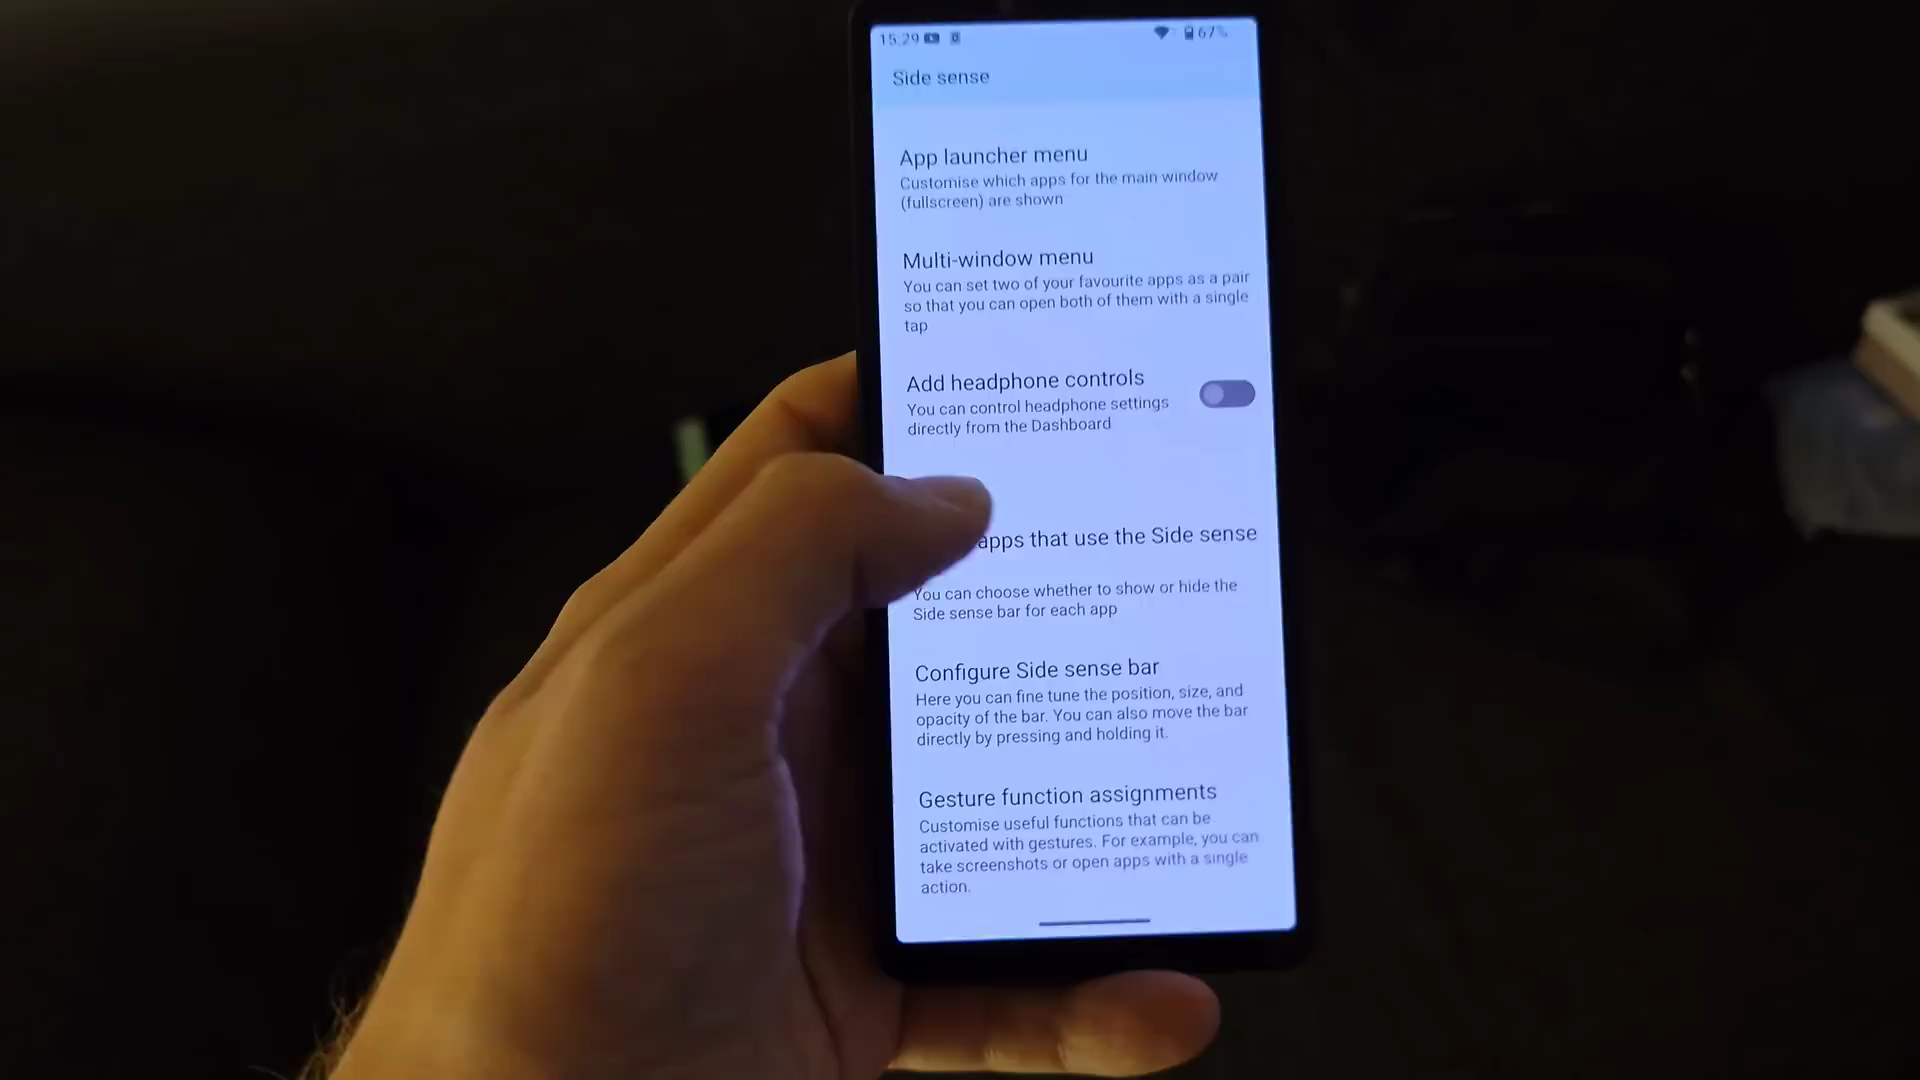 15:29
67%
Side sense
App launcher menu
Customise which apps for the main window
(fullscreen) are shown
Multi-window menu
You can set two of your favourite apps as a pair
so that you can open both of them with a single
tap
Add headphone controls
You can control headphone settings
directly from the Dashboard
apps that use the Side sense
You can choose whether to show or hide the
Side sense bar for each app
Configure Side sense bar
Here you can fine tune the position, size, and
opacity of the bar. You can also move the bar
directly by pressing and holding it.
Gesture function assignments
Customise useful functions that can be
activated with gestures. For example, you can
take screenshots or open apps with a single
action.